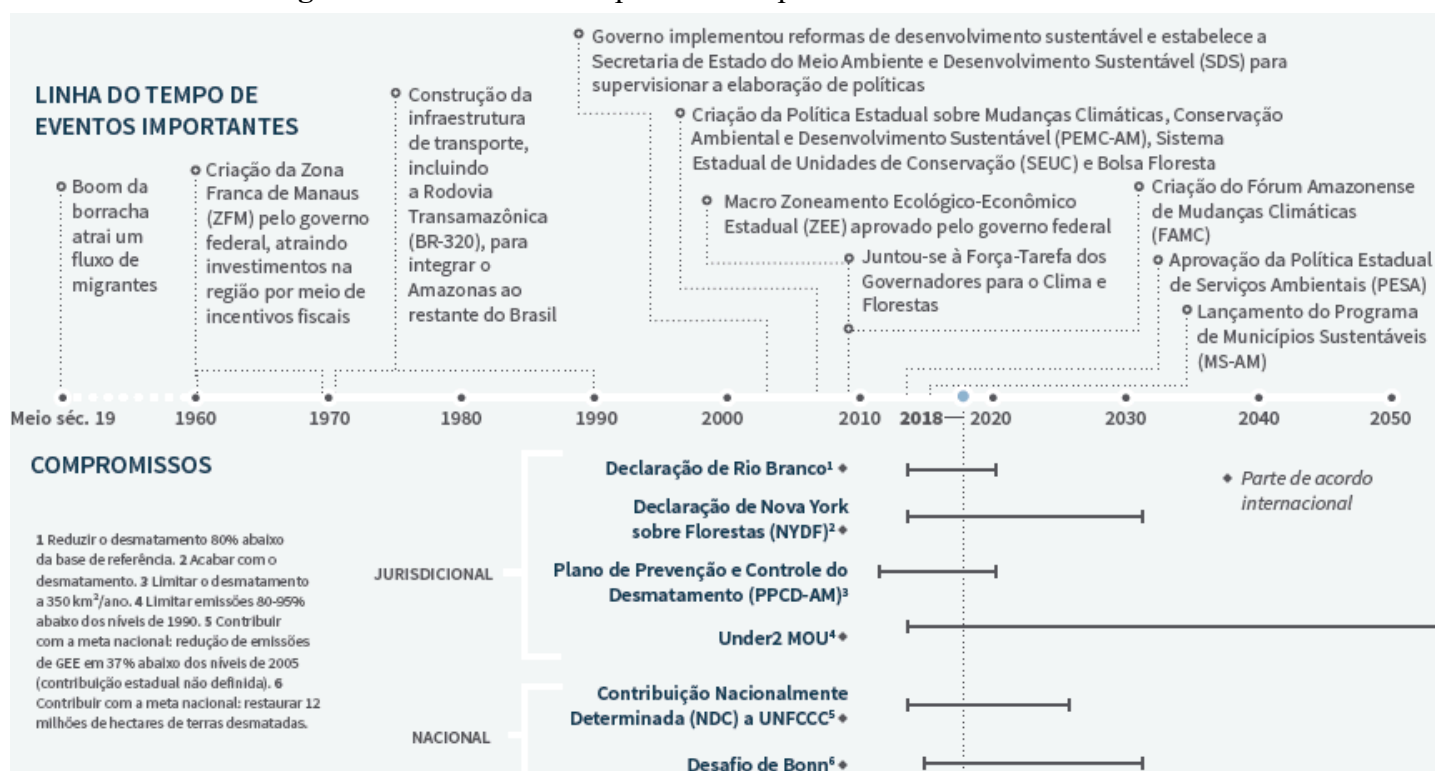 LINHA DO TEMPO DE
EVENTOS IMPORTANTES
Boom da
borracha
atrai um
fluxo de
migrantes
Criação da Zona
Franca de Manaus
(ZFM) pelo governo
federal, atraindo
investimentos na
região por meio de
incentivos fiscais
Construção da
infraestrutura
de transporte,
incluindo
a Rodovia
Transamazônica
(BR-320), para
integrar o
Amazonas ao
restante do Brasil
Governo implementou reformas de desenvolvimento sustentável e estabelece a
Secretaria de Estado do Meio Ambiente e Desenvolvimento Sustentável (SDS) para
supervisionar a elaboração de políticas
Criação da Política Estadual sobre Mudanças Climáticas, Conservação
Ambiental e Desenvolvimento Sustentável (PEMC-AM), Sistema
Estadual de Unidades de Conservação (SEUC) e Bolsa Floresta
Macro Zoneamento Ecológico-Econômico
Estadual (ZEE) aprovado pelo governo federal
Juntou-se à Força-Tarefa dos
Governadores para o Clima e
Florestas
Criação do Fórum Amazonense
de Mudanças Climáticas
(FAMC)
Aprovação da Política Estadual
de Serviços Ambientais (PESA)
Lançamento do Programa
de Municípios Sustentáveis
(MS-AM)
Meio séc. 19 1960 1970 1980 1990 2000 2010 2018 2020 2030 2040 2050
COMPROMISSOS
1 Reduzir o desmatamento 80% abaixo
da base de referência. 2 Acabar com o
desmatamento. 3 Limitar o desmatamento
a 350 km²/ano. 4 Limitar emissões 80-95%
abaixo dos níveis de 1990. 5 Contribuir
com a meta nacional: redução de emissões
de GEE em 37% abaixo dos níveis de 2005
(contribuição estadual não definida). 6
Contribuir com a meta nacional: restaurar 12
milhões de hectares de terras desmatadas.
JURISDICIONAL
Declaração de Rio Branco¹
Declaração de Nova York
sobre Florestas (NYDF)²
Plano de Prevenção e Controle do
Desmatamento (PPCD-AM)³
Under2 MOU⁴
NACIONAL
Contribuição Nacionalmente
Determinada (NDC) a UNFCCC⁵
Desafio de Bonn⁶
Parte de acordo
internacional